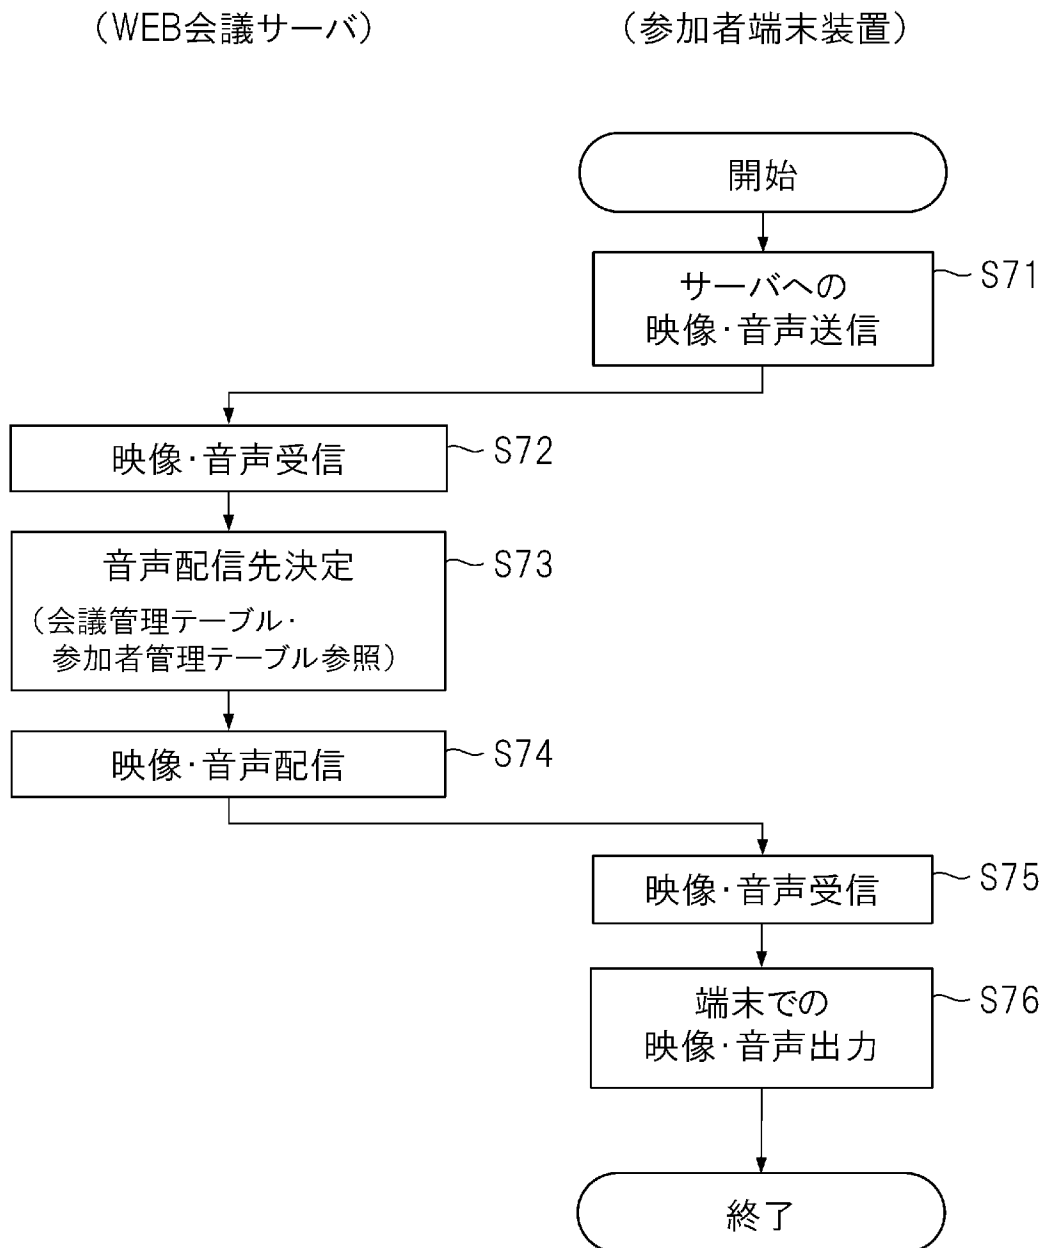 （WEB会議サーバ）
（参加者端末装置）
開始
サーバへの
映像･音声送信
S71
映像･音声受信
S72
音声配信先決定
（会議管理テーブル･
参加者管理テーブル参照）
S73
映像･音声配信
S74
映像･音声受信
S75
端末での
映像･音声出力
S76
終了